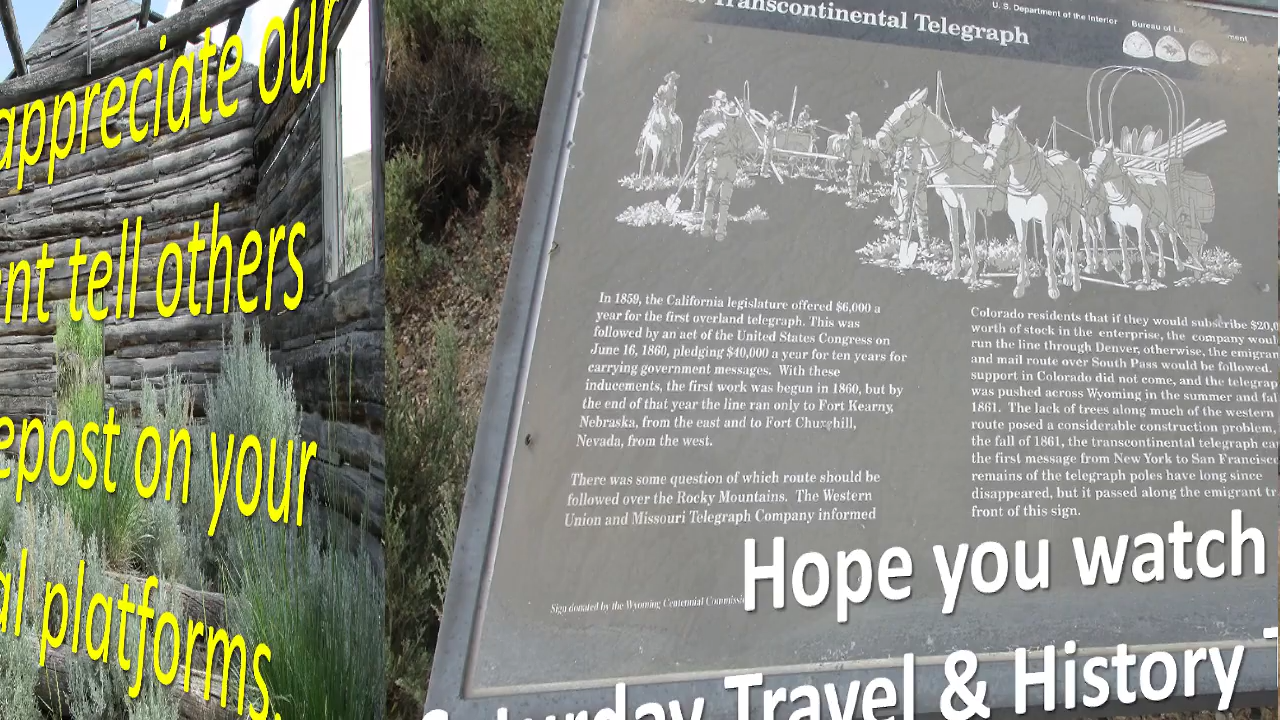 appreciate our
tell others
on your
platforms.
Transcontinental Telegraph
U. S. Department of the Interior
Bureau of
In 1859, the California legislature offered $6,000 a
year for the first overland telegraph. This was
followed by an act of the United States Congress on
June 16, 1860, pledging $40,000 a year for ten years for
carrying government messages. With these
inducements, the first work was begun in 1860, but by
the end of that year the line ran only to Fort Kearny,
Nebraska, from the east and to Fort Churchill,
Nevada, from the west.
There was some question of which route should be
followed over the Rocky Mountains. The Western
Union and Missouri Telegraph Company informed
Colorado residents that if they would subscribe
worth of stock in the enterprise, the company
run the line through Denver, otherwise, the
and mail route over South Pass would be followed.
support in Colorado did not come, and the
was pushed across Wyoming in the summer and
1861. The lack of trees along much of the western
route posed a considerable construction problem,
the fall of 1861, the transcontinental telegraph
the first message from New York to San
remains of the telegraph poles have long since
disappeared, but it passed along the emigrant
front of this sign.
Sign donated by the Wyoming Centennial
Hope you watch
Travel & History